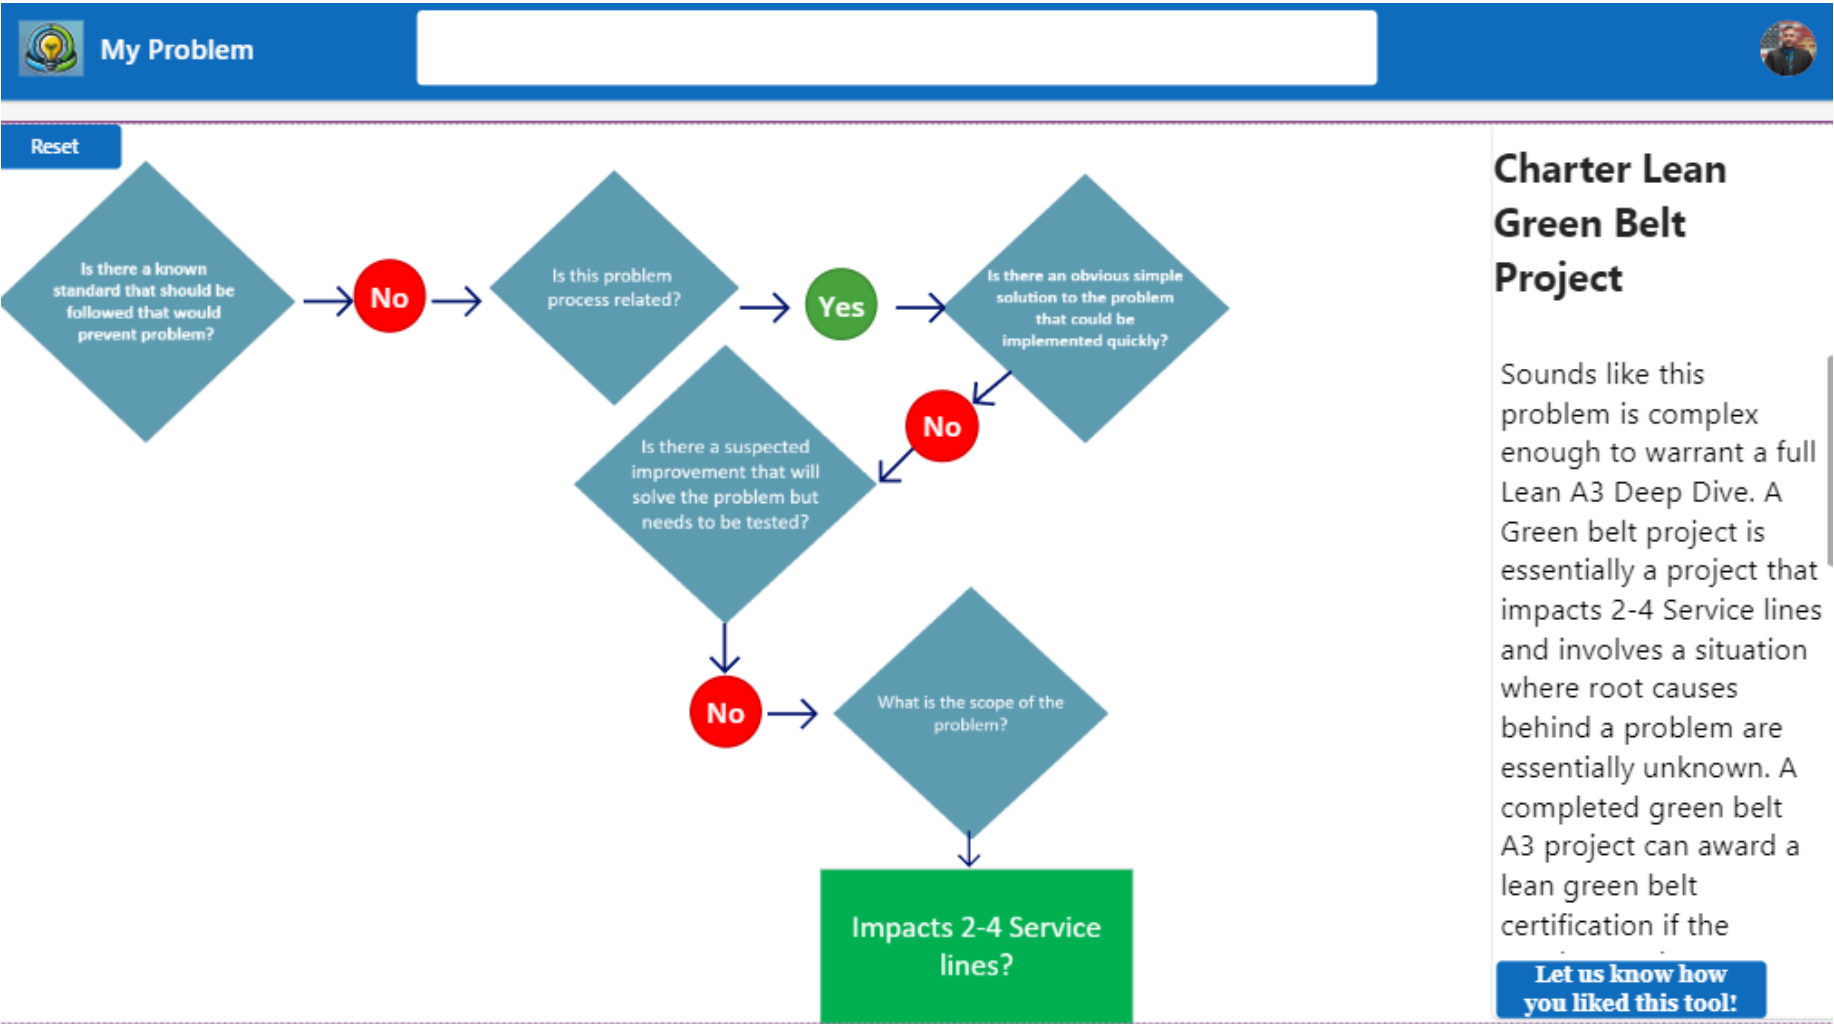 My Problem
Reset
Is there a known
standard that should be
followed that would
prevent problem?
No
Is this problem
process related?
Yes
Is there an obvious simple
solution to the problem
that could be
implemented quickly?
No
Is there a suspected
improvement that will
solve the problem but
needs to be tested?
No
What is the scope of the
problem?
Impacts 2-4 Service
lines?
Charter Lean
Green Belt
Project
Sounds like this
problem is complex
enough to warrant a full
Lean A3 Deep Dive. A
Green belt project is
essentially a project that
impacts 2-4 Service lines
and involves a situation
where root causes
behind a problem are
essentially unknown. A
completed green belt
A3 project can award a
lean green belt
certification if the
Let us know how
you liked this tool!